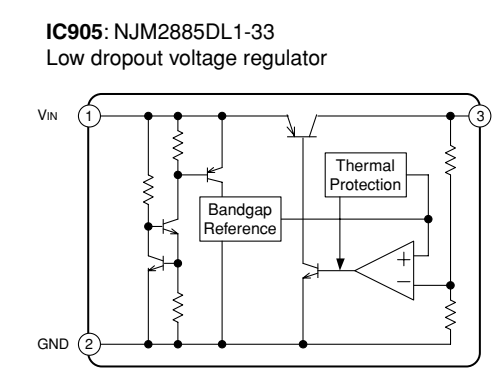 IC905: NJM2885DL1-33
Low dropout voltage regulator
VIN 1 3
Thermal
Protection
Bandgap
Reference
+
−
GND 2